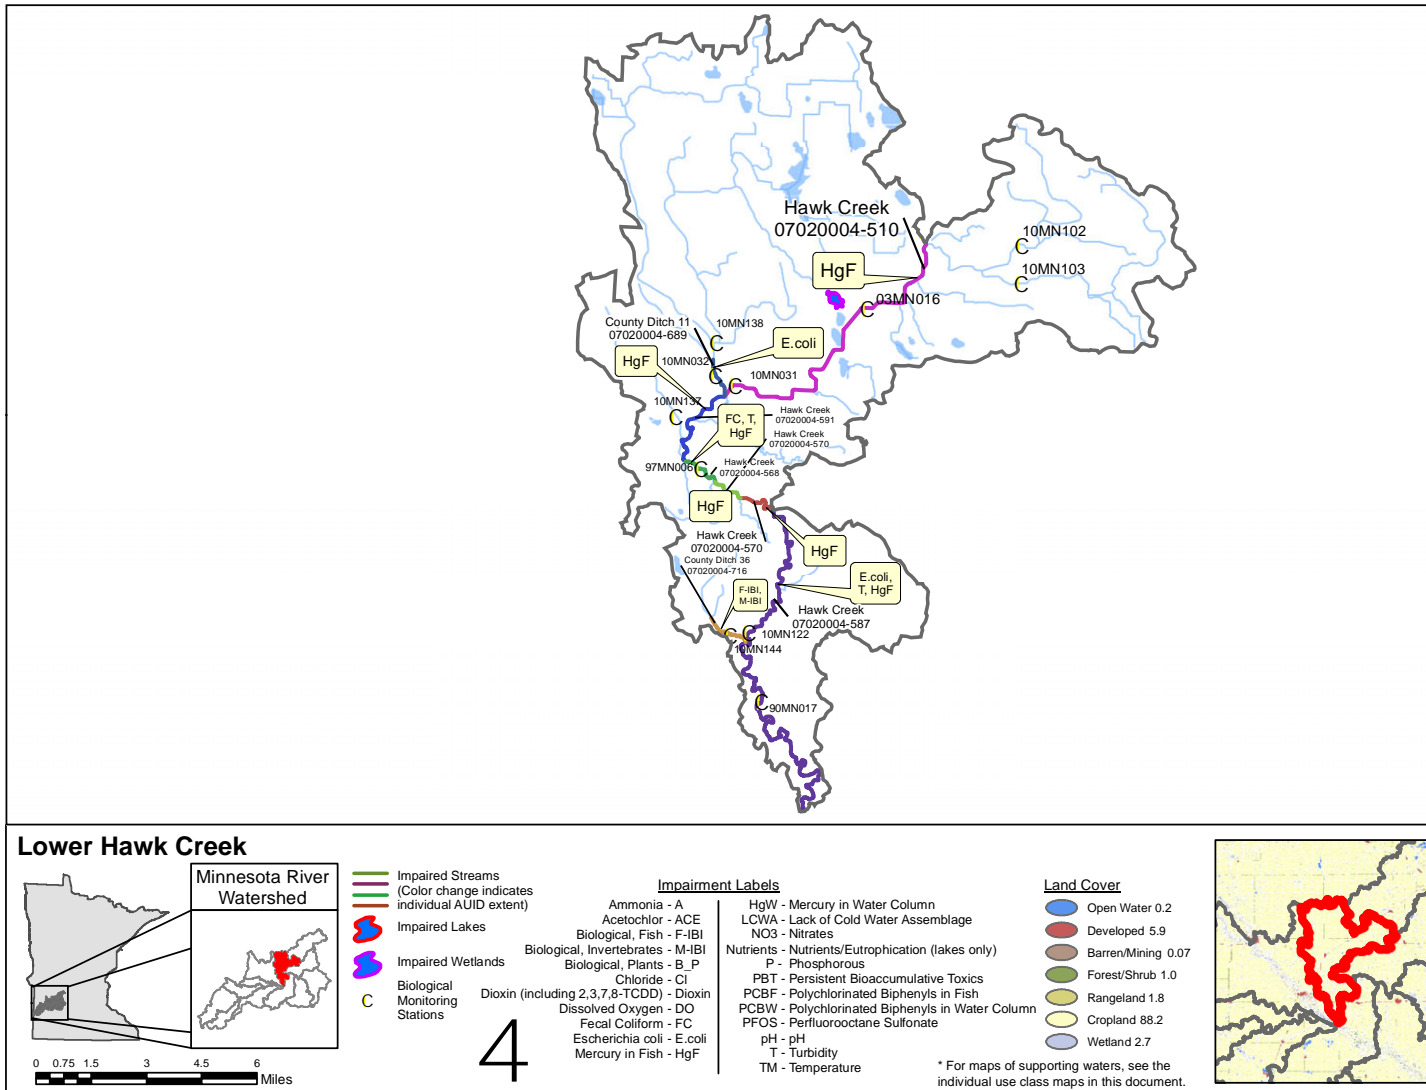 Hawk Creek
07020004-510
10MN102
10MN103
HgF
03MN016
County Ditch 11
07020004-689
10MN138
E.coli
HgF
10MN032
10MN031
10MN137
FC, T,
HgF
Hawk Creek
07020004-591
Hawk Creek
07020004-570
97MN006
Hawk Creek
07020004-568
HgF
Hawk Creek
07020004-570
HgF
County Ditch 36
07020004-716
E.coli,
T, HgF
F-IBI,
M-IBI
Hawk Creek
07020004-587
10MN122
10MN144
90MN017
Lower Hawk Creek
Minnesota River
Watershed
0 0.75 1.5 3 4.5 6
Miles
Impaired Streams
(Color change indicates
individual AUID extent)
Impaired Lakes
Impaired Wetlands
C
Biological
Monitoring
Stations
4
Impairment Labels
Ammonia - A
Acetochlor - ACE
Biological, Fish - F-IBI
Biological, Invertebrates - M-IBI
Biological, Plants - B_P
Chloride - Cl
Dioxin (including 2,3,7,8-TCDD) - Dioxin
Dissolved Oxygen - DO
Fecal Coliform - FC
Escherichia coli - E.coli
Mercury in Fish - HgF
HgW - Mercury in Water Column
LCWA - Lack of Cold Water Assemblage
NO3 - Nitrates
Nutrients - Nutrients/Eutrophication (lakes only)
P - Phosphorous
PBT - Persistent Bioaccumulative Toxics
PCBF - Polychlorinated Biphenyls in Fish
PCBW - Polychlorinated Biphenyls in Water Column
PFOS - Perfluorooctane Sulfonate
pH - pH
T - Turbidity
TM - Temperature
Land Cover
Open Water 0.2
Developed 5.9
Barren/Mining 0.07
Forest/Shrub 1.0
Rangeland 1.8
Cropland 88.2
Wetland 2.7
* For maps of supporting waters, see the
individual use class maps in this document.